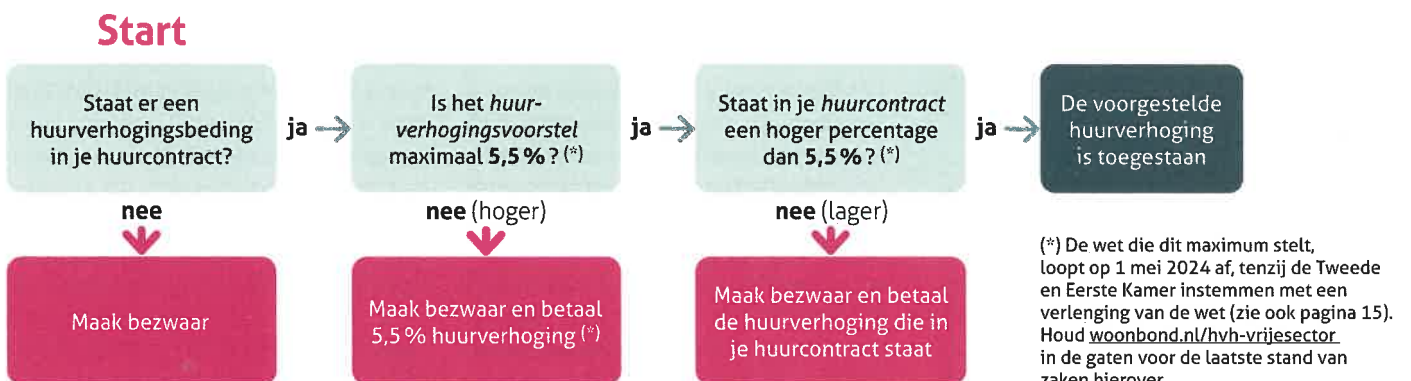 Start
Staat er een
huurverhogingsbeding
in je huurcontract?
ja
Is het huur-
verhogingsvoorstel
maximaal 5,5%? (*)
ja
Staat in je huurcontract
een hoger percentage
dan 5,5%? (*)
ja
De voorgestelde
huurverhoging
is toegestaan
nee
nee (hoger)
nee (lager)
Maak bezwaar
Maak bezwaar en betaal
5,5% huurverhoging (*)
Maak bezwaar en betaal
de huurverhoging die in
je huurcontract staat
(*) De wet die dit maximum stelt,
loopt op 1 mei 2024 af, tenzij de Tweede
en Eerste Kamer instemmen met een
verlenging van de wet (zie ook pagina 15).
Houd woonbond.nl/hvh-vrijesector
in de gaten voor de laatste stand van
zaken hierover